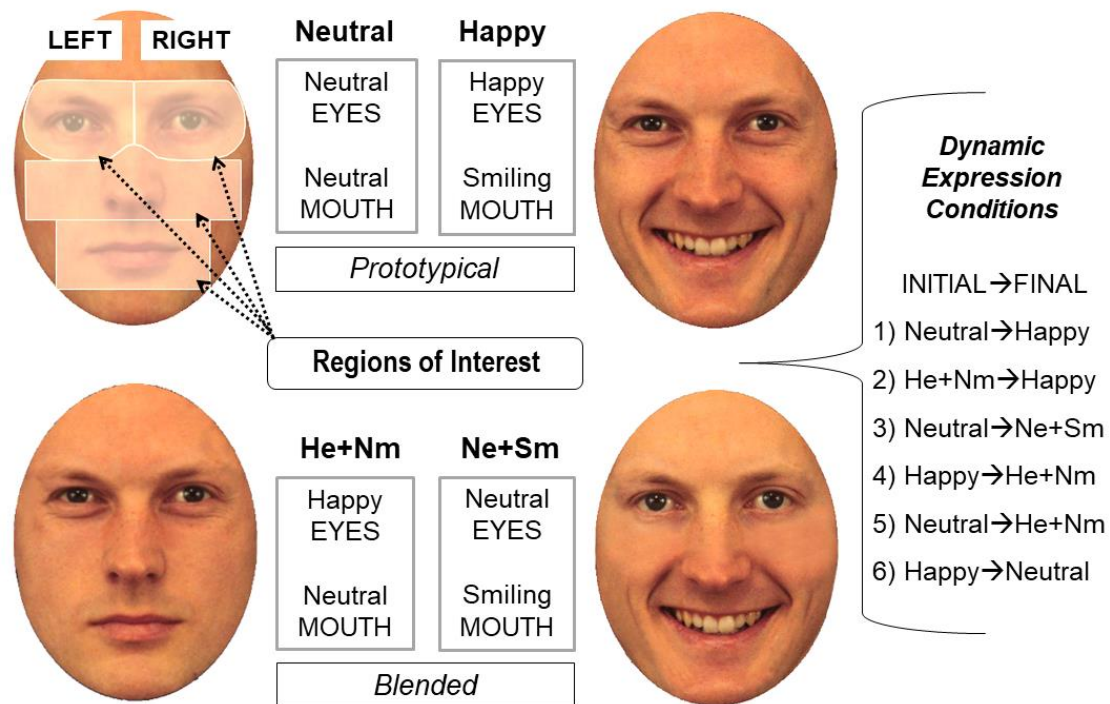 LEFT
RIGHT
Neutral
Happy
Neutral
EYES
Neutral
MOUTH
Happy
EYES
Smiling
MOUTH
Prototypical
Regions of Interest
He+Nm
Ne+Sm
Happy
EYES
Neutral
MOUTH
Neutral
EYES
Smiling
MOUTH
Blended
Dynamic
Expression
Conditions
INITIAL→FINAL
1) Neutral→Happy
2) He+Nm→Happy
3) Neutral→Ne+Sm
4) Happy→He+Nm
5) Neutral→He+Nm
6) Happy→Neutral